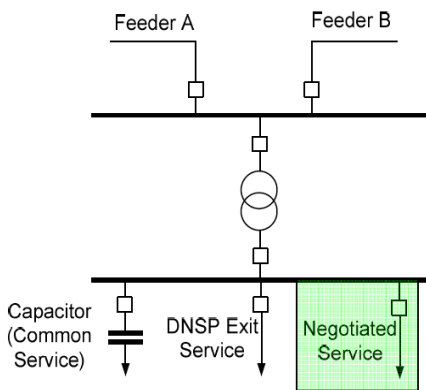 Feeder A
Feeder B
Capacitor
(Common
Service)
DNSP Exit
Service
Negotiated
Service